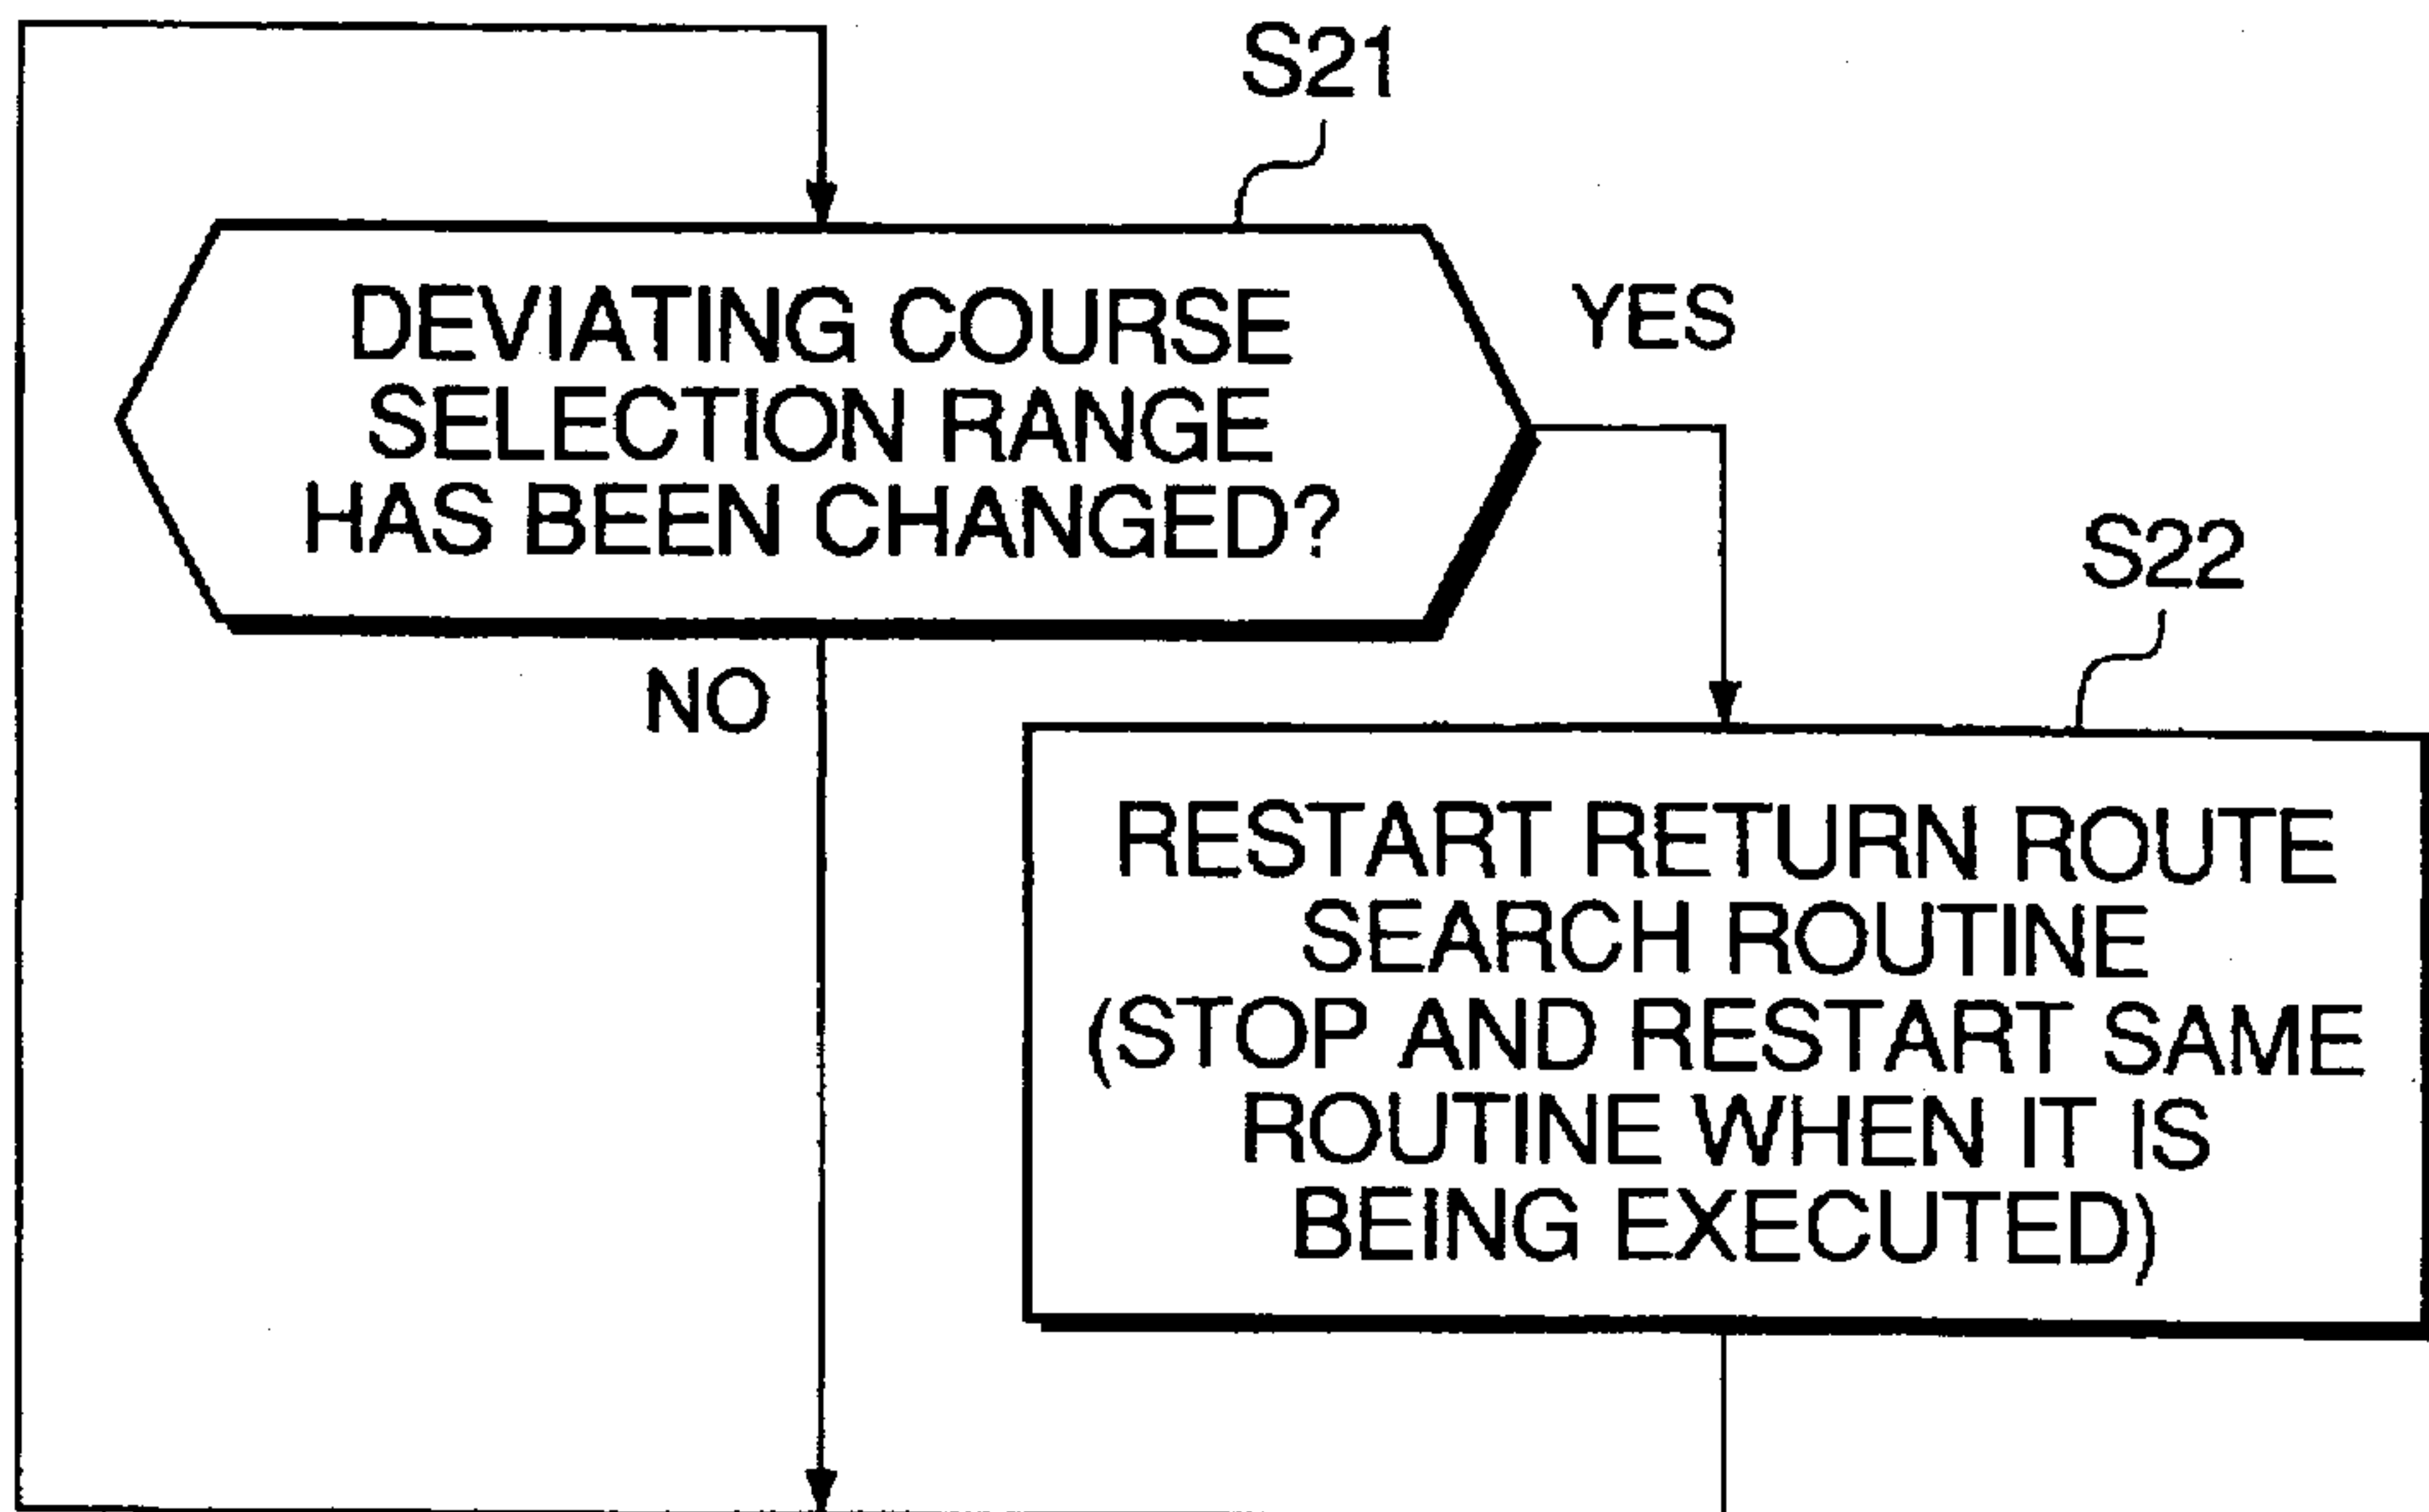 S21
DEVIATING COURSE
SELECTION RANGE
HAS BEEN CHANGED?
YES
NO
S22
RESTART RETURN ROUTE
SEARCH ROUTINE
(STOP AND RESTART SAME
ROUTINE WHEN IT IS
BEING EXECUTED)